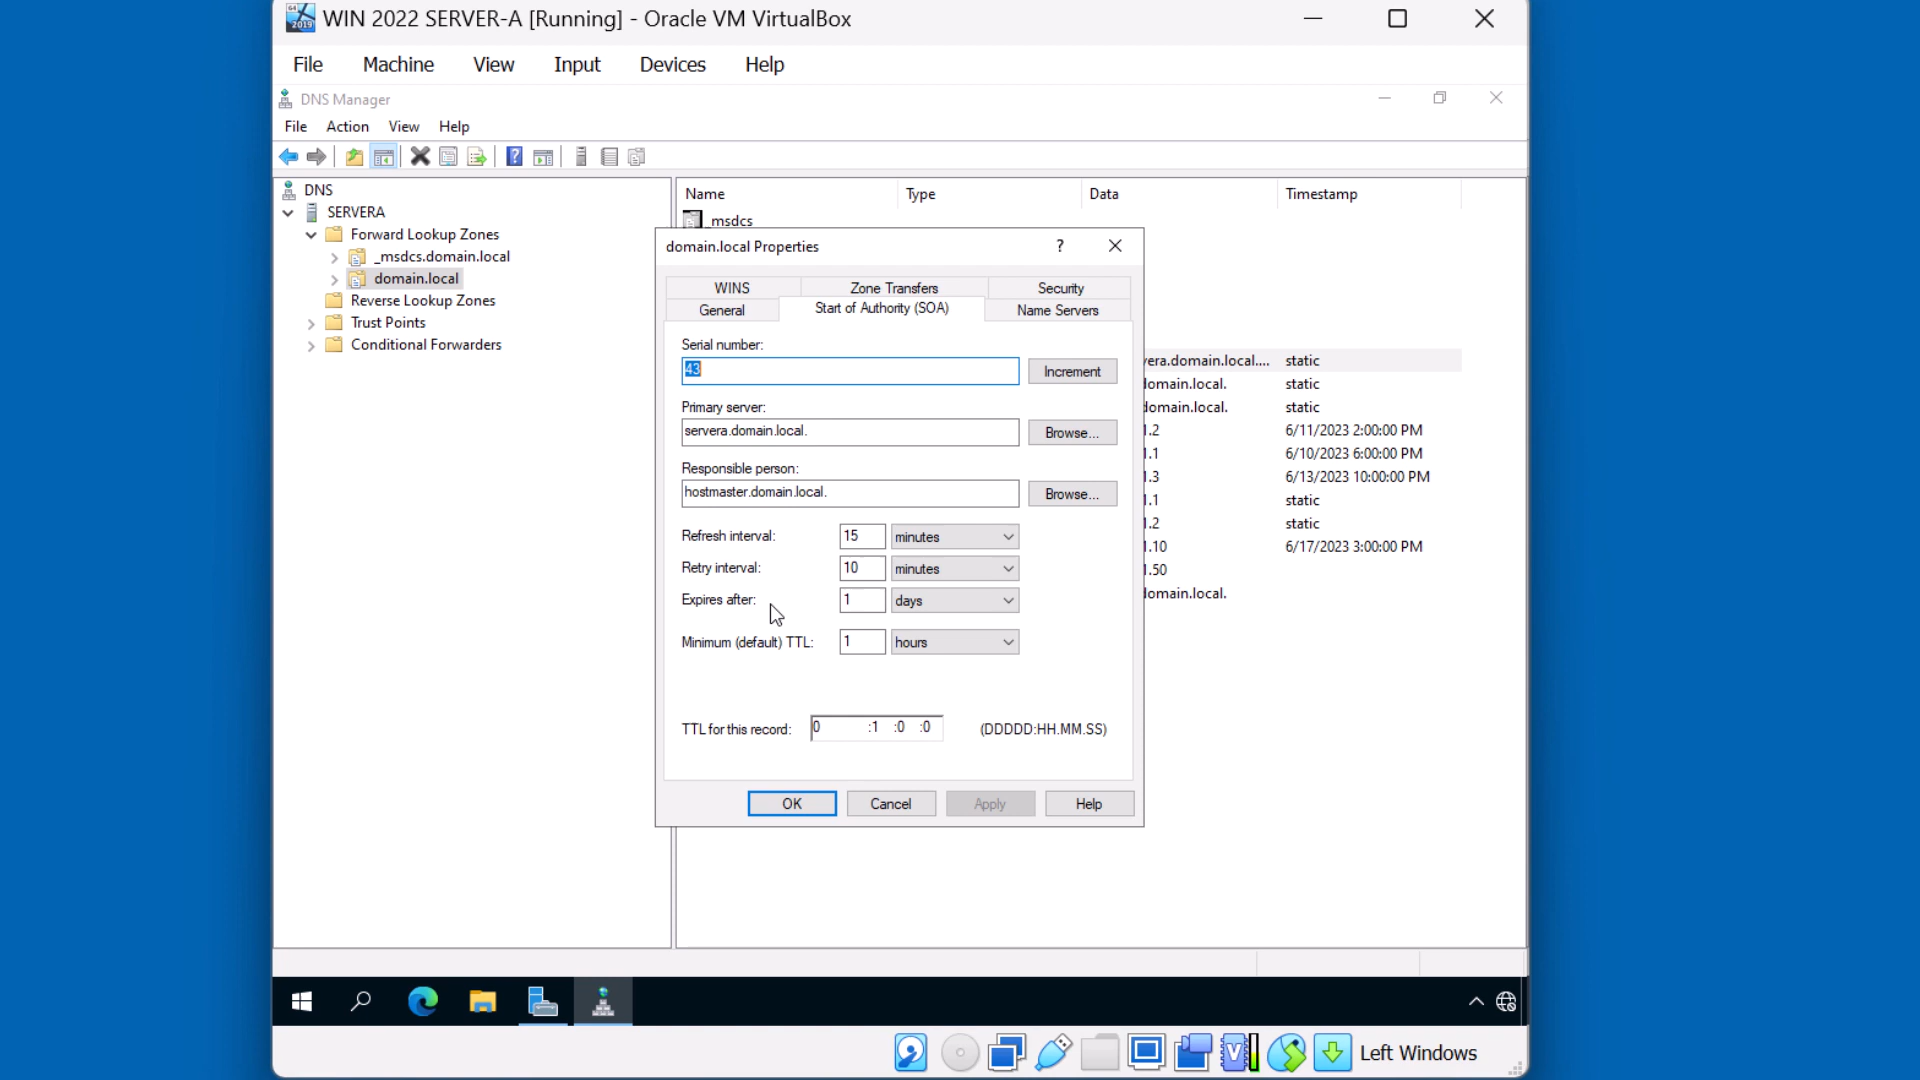 WIN 2022 SERVER-A [Running] - Oracle VM VirtualBox
File Machine View Input Devices Help
DNS Manager
File Action View Help
DNS
SERVERA
Forward Lookup Zones
_msdcs.domain.local
domain.local
Reverse Lookup Zones
Trust Points
Conditional Forwarders
Name Type Data Timestamp
_msdcs
domain.local Properties
WINS Zone Transfers Security
General Start of Authority (SOA) Name Servers
Serial number:
43 Increment
Primary server:
servera.domain.local. Browse...
Responsible person:
hostmaster.domain.local. Browse...
Refresh interval: 15 minutes
Retry interval: 10 minutes
Expires after: 1 days
Minimum (default) TTL: 1 hours
TTL for this record: 0 :1 :0 :0 (DDDDD:HH.MM.SS)
OK Cancel Apply Help
era.domain.local.... static
domain.local. static
domain.local. static
.2 6/11/2023 2:00:00 PM
.1 6/10/2023 6:00:00 PM
.3 6/13/2023 10:00:00 PM
.1 static
.2 static
.10 6/17/2023 3:00:00 PM
.50
domain.local.
Left Windows